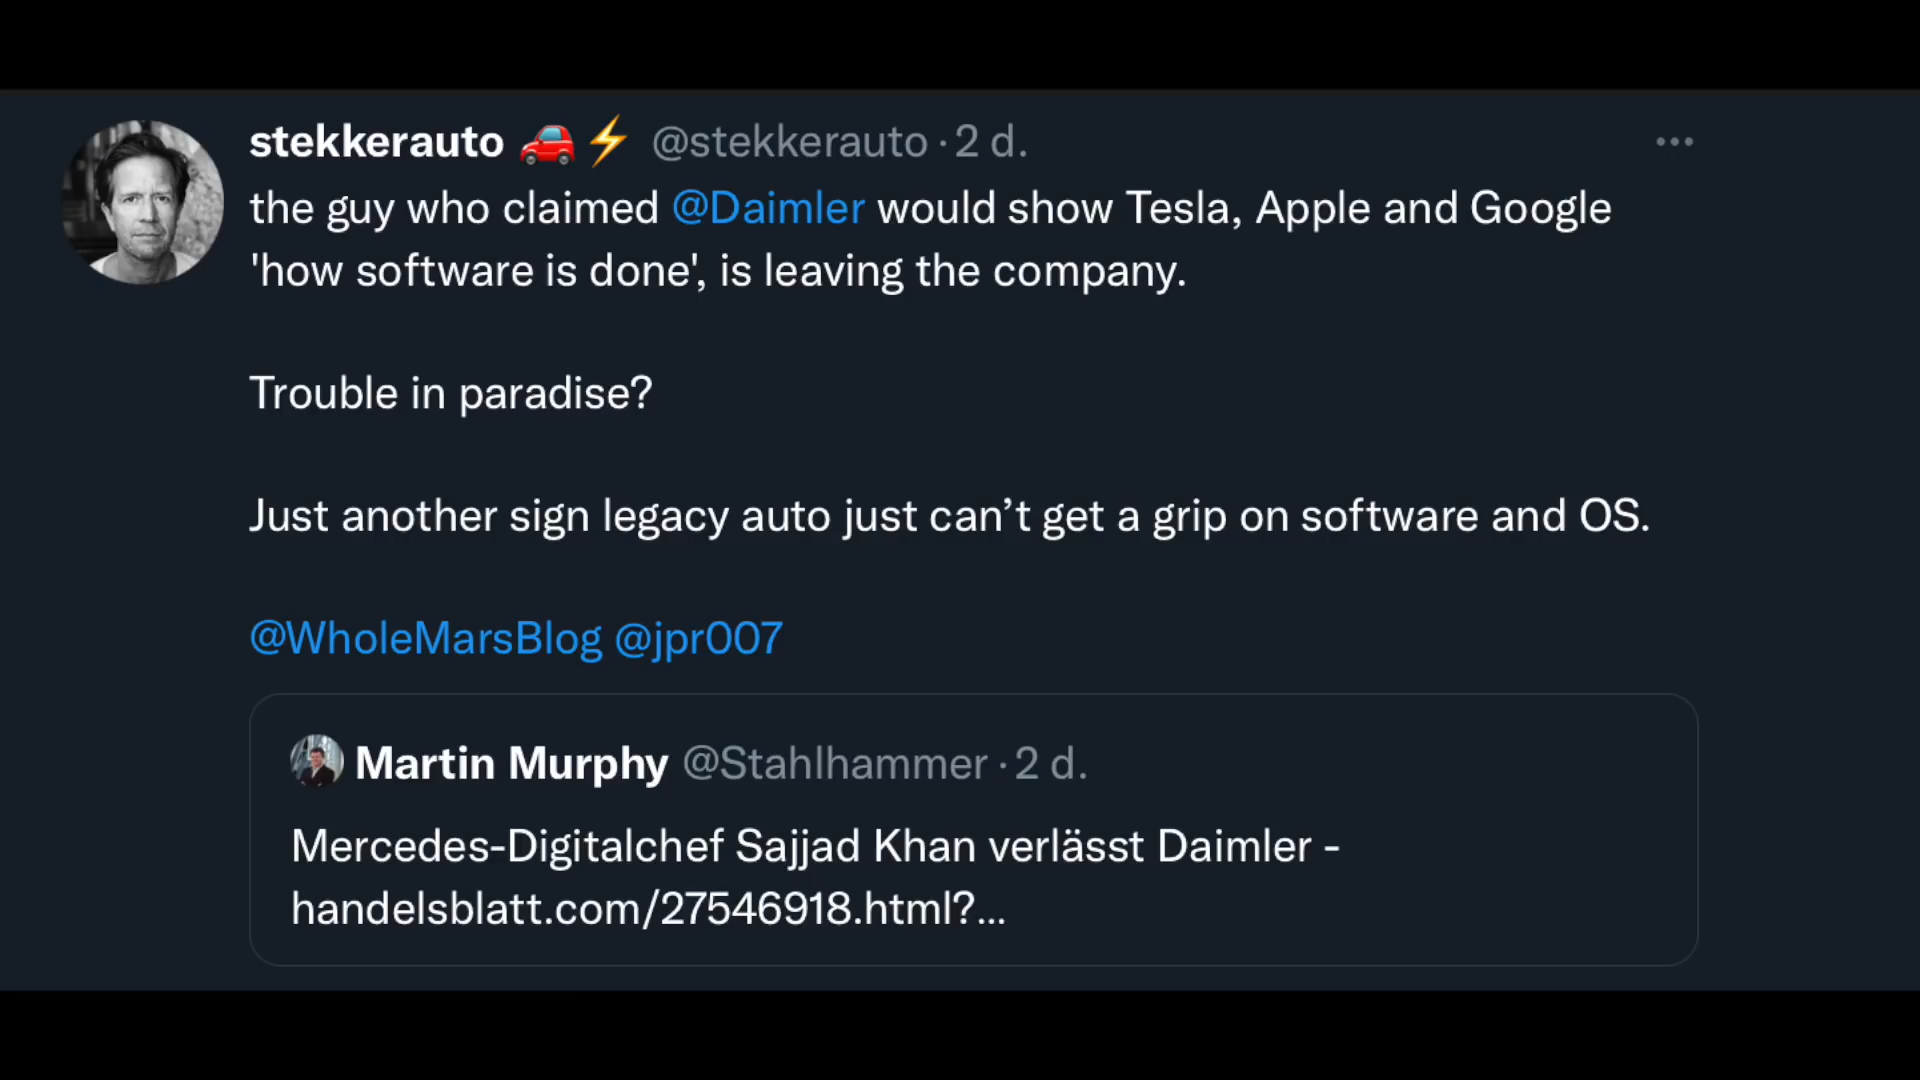 stekkerauto 🚗⚡ @stekkerauto · 2 d.
the guy who claimed @Daimler would show Tesla, Apple and Google
'how software is done', is leaving the company.
Trouble in paradise?
Just another sign legacy auto just can’t get a grip on software and OS.
@WholeMarsBlog @jpr007
Martin Murphy @Stahlhammer · 2 d.
Mercedes-Digitalchef Sajjad Khan verlässt Daimler -
handelsblatt.com/27546918.html?...